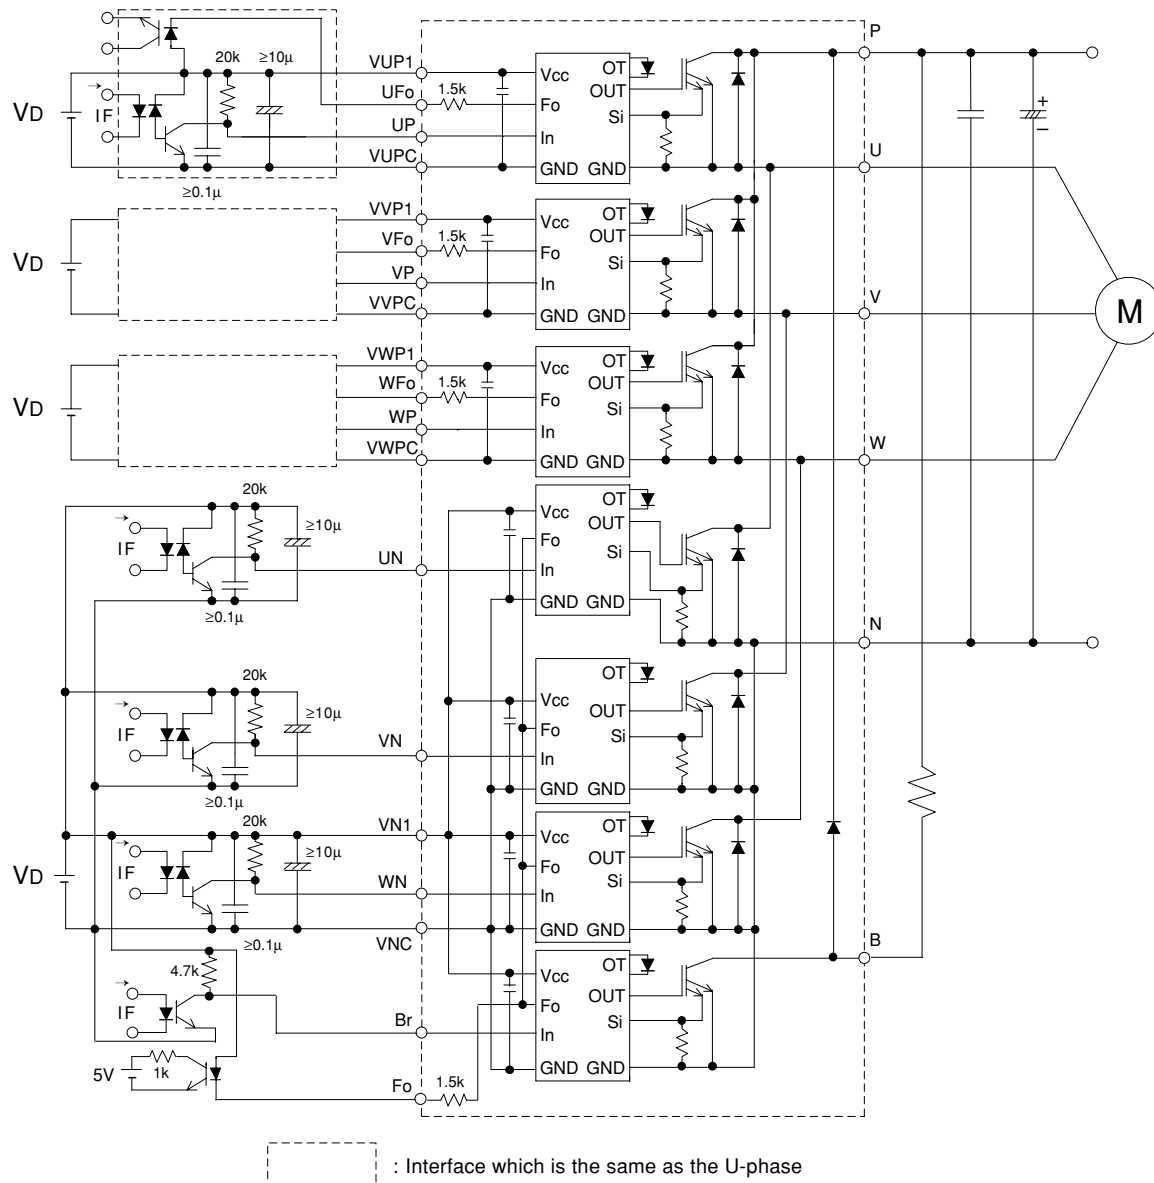 P
20k
≥10μ
VUP1
UFo
UP
VUPC
1.5k
Vcc
Fo
In
GND
GND
OT
OUT
Si
U
VD
IF
≥0.1μ
+
–
VVP1
VFo
VP
VVPC
1.5k
Vcc
Fo
In
GND
GND
OT
OUT
Si
V
VD
M
VWP1
WFo
WP
VWPC
1.5k
Vcc
Fo
In
GND
GND
OT
OUT
Si
W
VD
20k
≥10μ
IF
UN
≥0.1μ
Vcc
Fo
In
GND
GND
OT
OUT
Si
N
20k
≥10μ
IF
VN
≥0.1μ
Vcc
Fo
In
GND
GND
OT
OUT
Si
20k
≥10μ
VN1
IF
WN
VD
VNC
≥0.1μ
Vcc
Fo
In
GND
GND
OT
OUT
Si
B
4.7k
IF
Br
5V
1k
Fo
1.5k
Vcc
Fo
In
GND
GND
OT
OUT
Si
: Interface which is the same as the U-phase